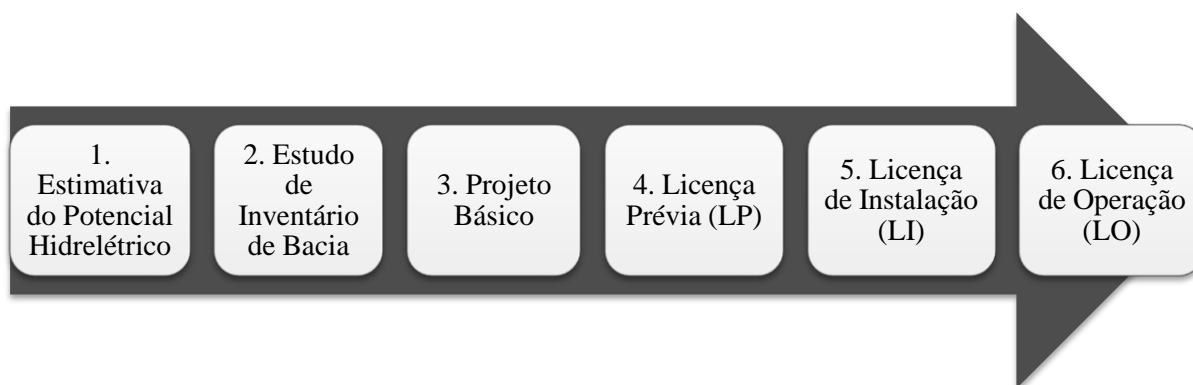 1.
Estimativa
do Potencial
Hidrelétrico
2. Estudo
de
Inventário
de Bacia
3. Projeto
Básico
4. Licença
Prévia (LP)
5. Licença
de Instalação
(LI)
6. Licença
de Operação
(LO)